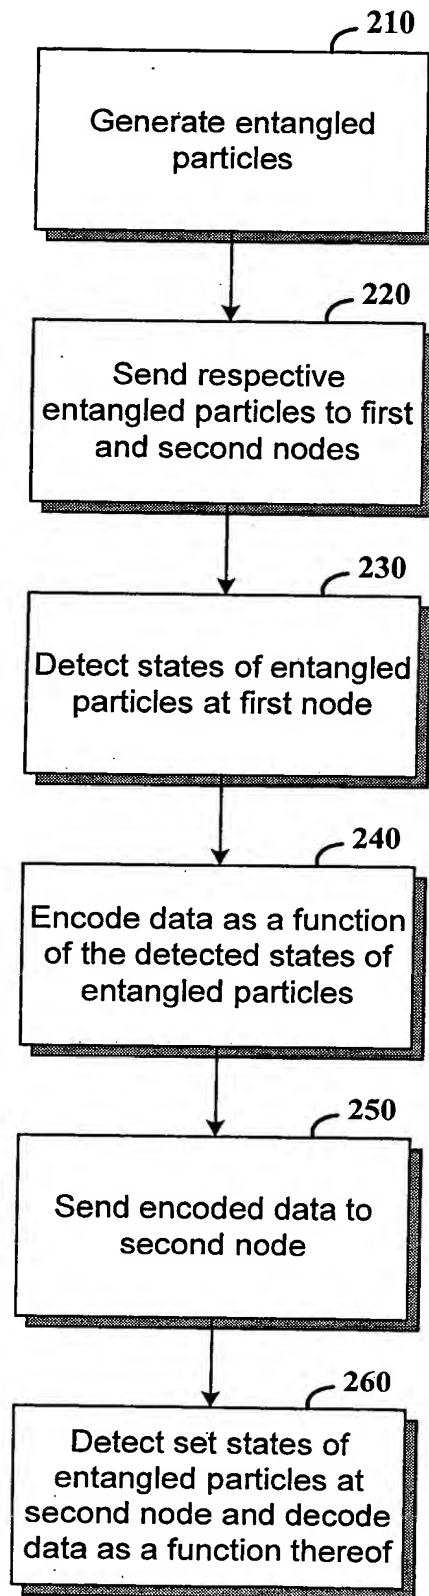 210
Generate entangled
particles
220
Send respective
entangled particles to first
and second nodes
230
Detect states of entangled
particles at first node
240
Encode data as a function
of the detected states of
entangled particles
250
Send encoded data to
second node
260
Detect set states of
entangled particles at
second node and decode
data as a function thereof